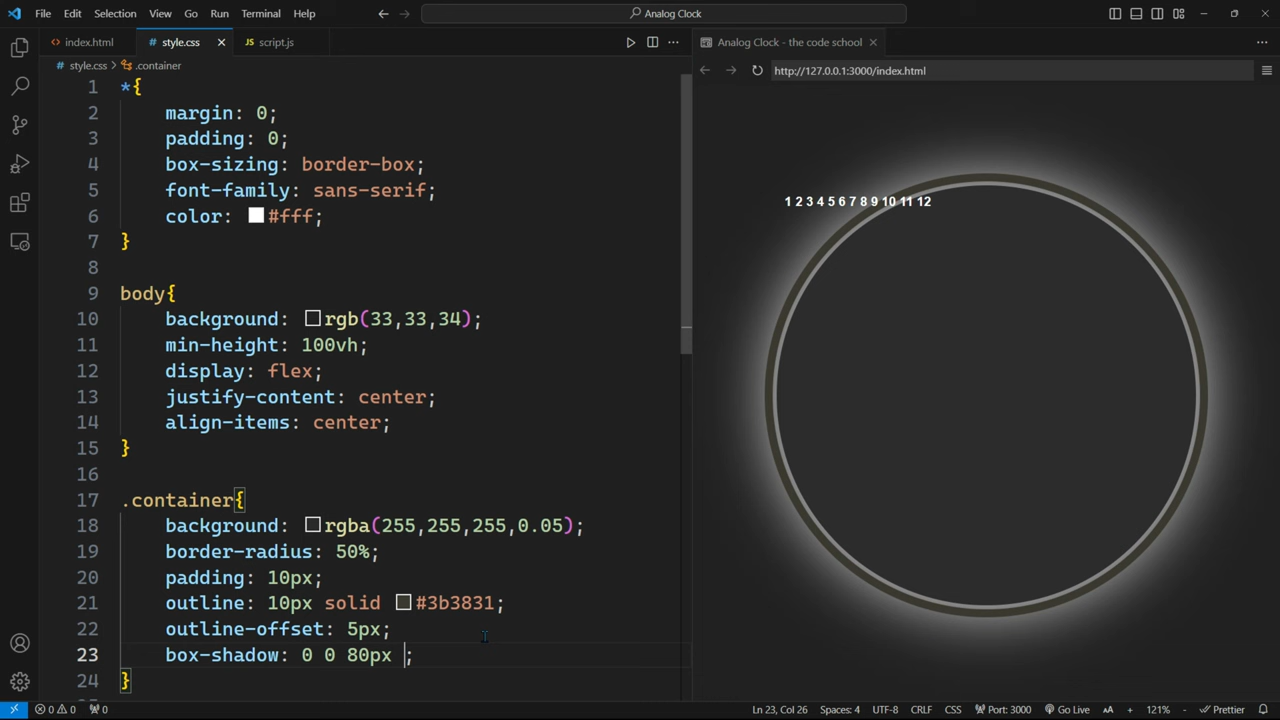 File Edit Selection View Go Run Terminal Help Analog Clock
index.html style.css script.js Analog Clock - the code school
style.css .container http://127.0.0.1:3000/index.html
1 *{
2 margin: 0;
3 padding: 0;
4 box-sizing: border-box;
5 font-family: sans-serif;
6 color: #fff;
7 }
8
9 body{
10 background: rgb(33,33,34);
11 min-height: 100vh;
12 display: flex;
13 justify-content: center;
14 align-items: center;
15 }
16
17 .container{
18 background: rgba(255,255,255,0.05);
19 border-radius: 50%;
20 padding: 10px;
21 outline: 10px solid #3b3831;
22 outline-offset: 5px;
23 box-shadow: 0 0 80px ;
24 }
1 2 3 4 5 6 7 8 9 10 11 12
0 0 0 Ln 23, Col 26 Spaces: 4 UTF-8 CRLF CSS Port: 3000 Go Live AA + 121% - Prettier